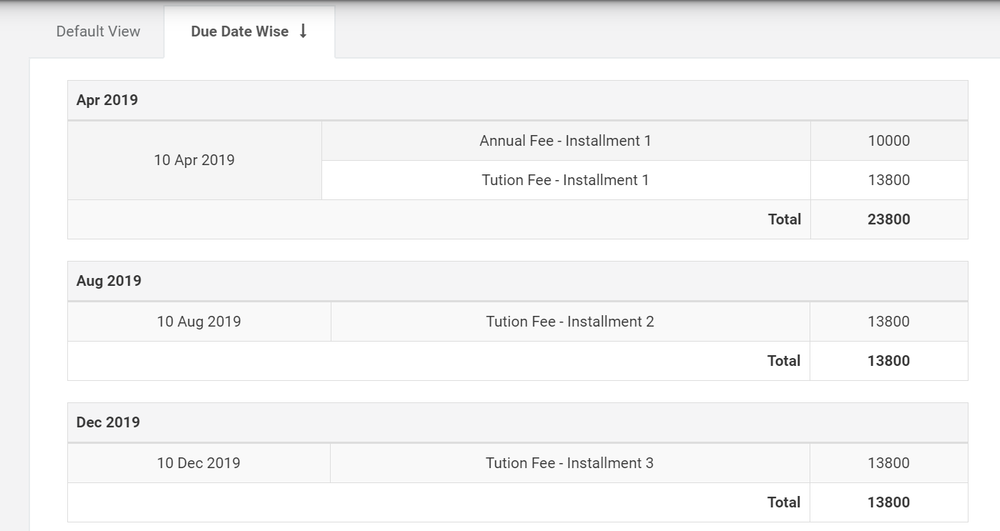 Default View
Due Date Wise
Apr 2019
10 Apr 2019
Annual Fee - Installment 1
10000
Tution Fee - Installment 1
13800
Total
23800
Aug 2019
10 Aug 2019
Tution Fee - Installment 2
13800
Total
13800
Dec 2019
10 Dec 2019
Tution Fee - Installment 3
13800
Total
13800